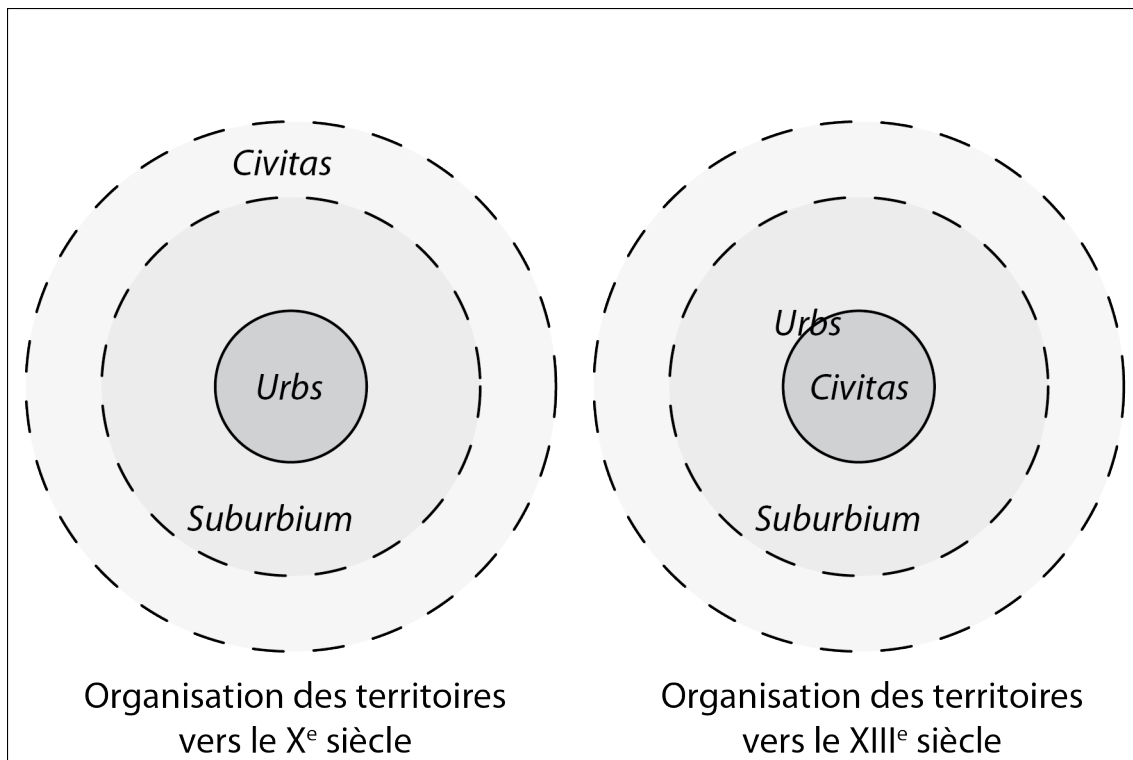 Civitas
Urbs
Suburbium
Organisation des territoires
vers le Xᵉ siècle
Urbs
Civitas
Suburbium
Organisation des territoires
vers le XIIIᵉ siècle